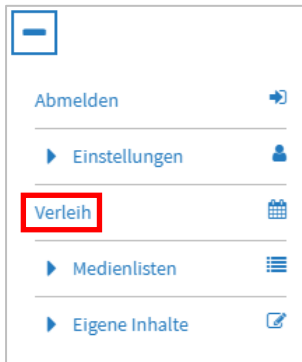 Abmelden
Einstellungen
Verleih
Medienlisten
Eigene Inhalte